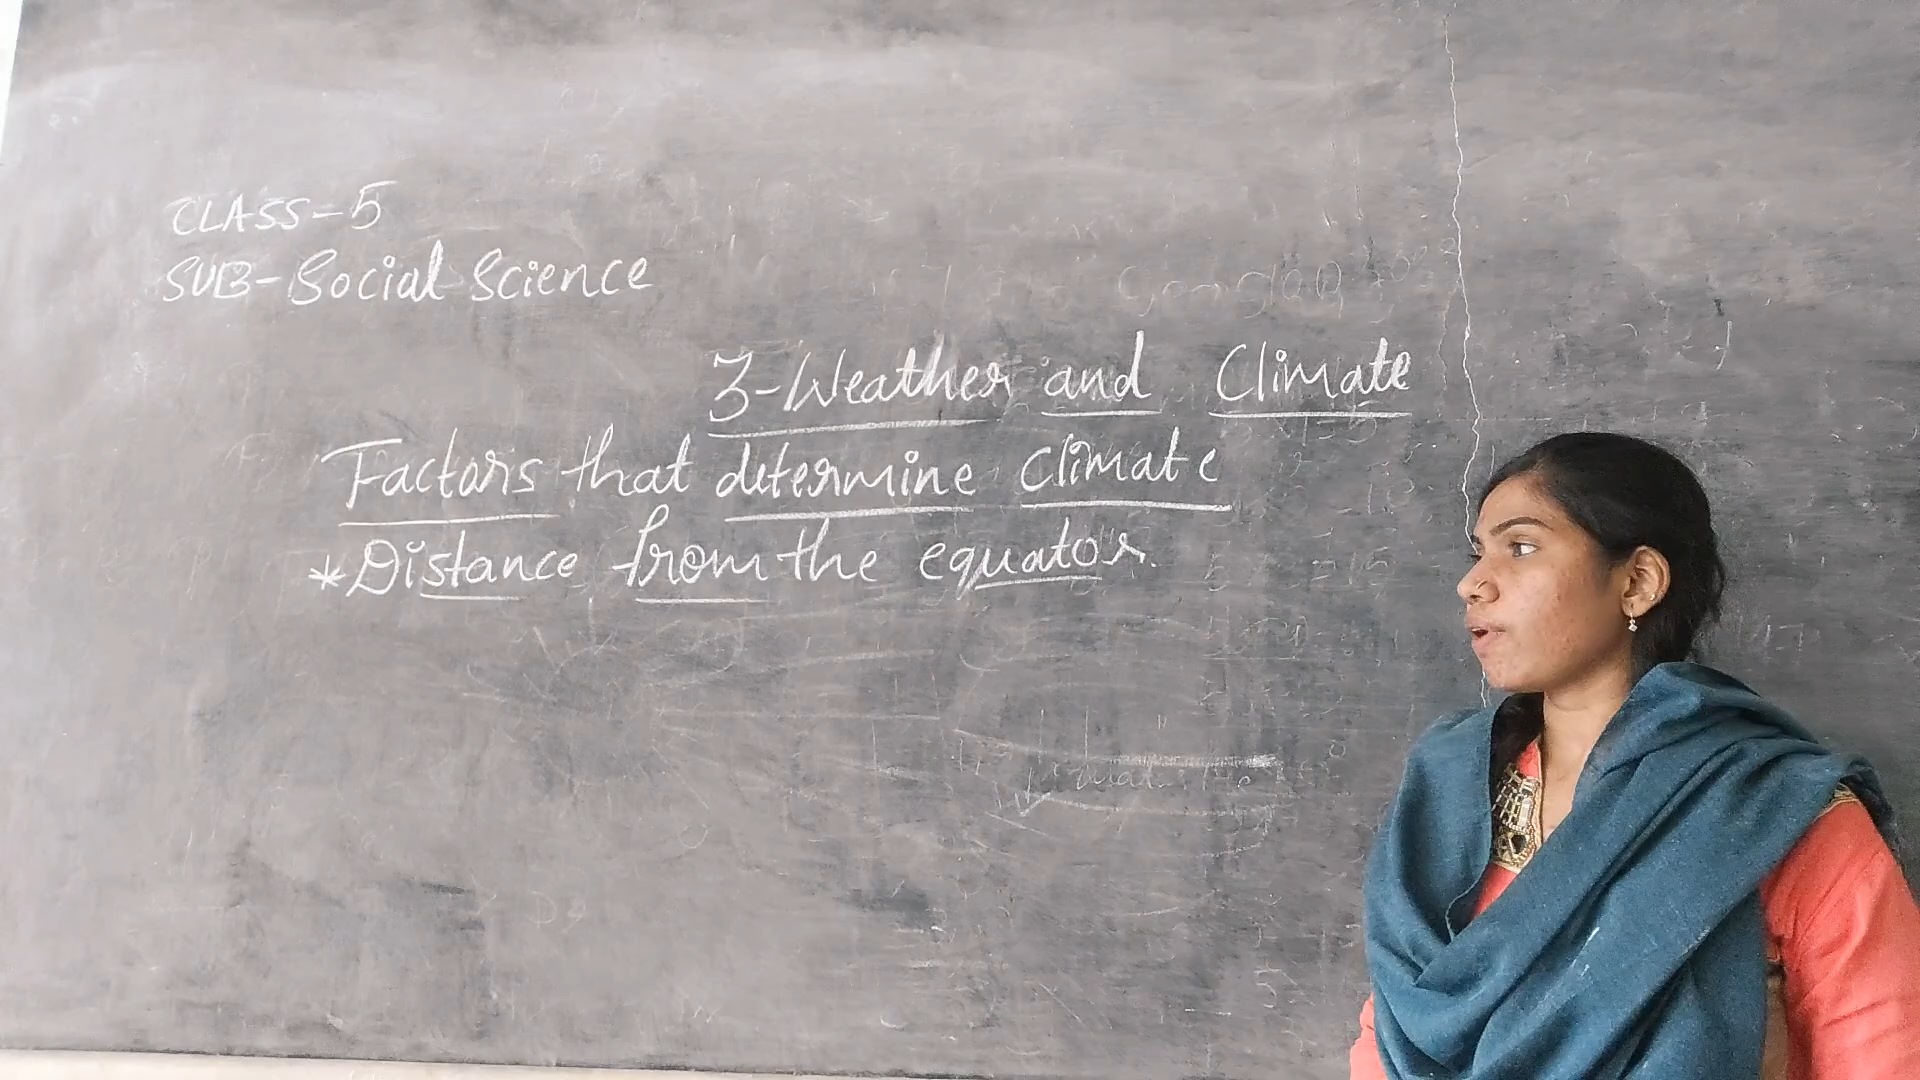 CLASS-5
SUB-Social Science
3-Weather and Climate
Factors that determine climate
*Distance from the equator.